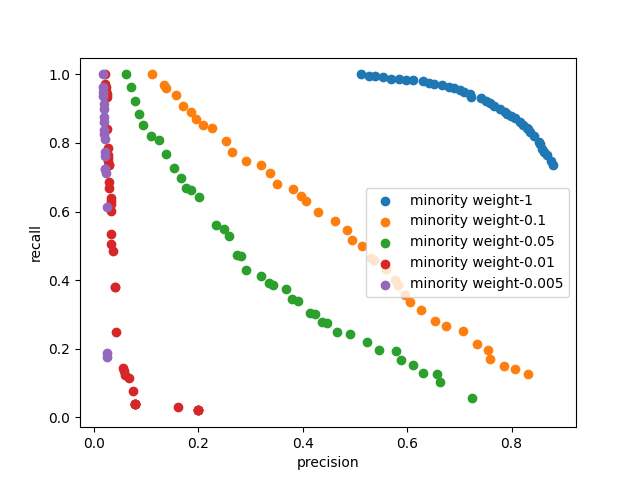 1.0
0.8
0.6
0.4
0.2
0.0
recall
minority weight-1
minority weight-0.1
minority weight-0.05
minority weight-0.01
minority weight-0.005
0.0 0.2 0.4 0.6 0.8
precision